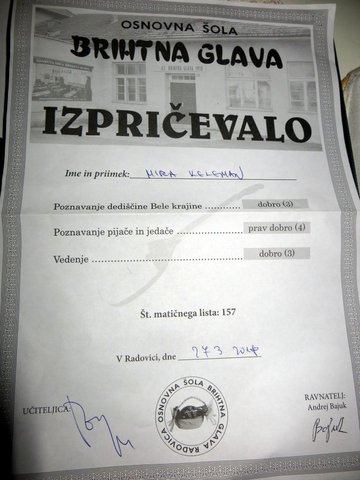 OSNOVNA ŠOLA
BRIHTNA GLAVA
IZPRIČEVALO
Ime in priimek: MIRA KELEMAN
Poznavanje dediščine Bele krajine ........... dobro (3)
Poznavanje pijače in jedače .................. prav dobro (4)
Vedenje ............................................. dobro (3)
Št. matičnega lista: 157
V Radovici, dne 27 3 2014
UČITELJICA:
OSNOVNA ŠOLA BRIHTNA GLAVA RADOVICA
RAVNATELJ:
Andrej Bajuk